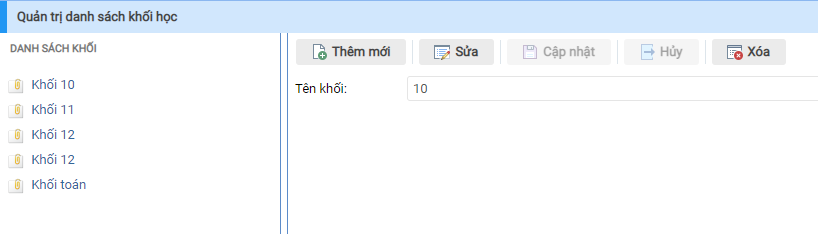 Quản trị danh sách khối học
DANH SÁCH KHỐI
Khối 10
Khối 11
Khối 12
Khối 12
Khối toán
Thêm mới Sửa Cập nhật Hủy Xóa
Tên khối: 10